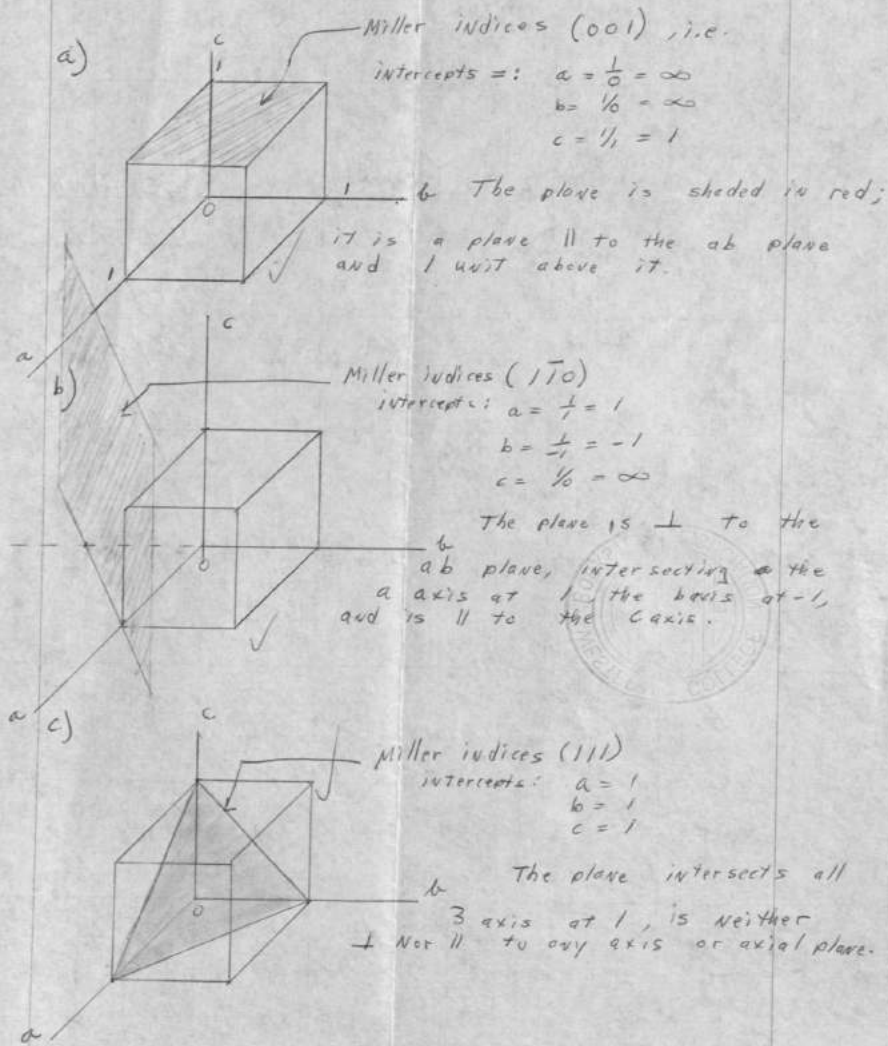 a)
c
1
Miller indices (001), i.e.
intercepts =: a = 1/0 = ∞
b = 1/0 = ∞
c = 1/1 = 1
1
b
The plane is shaded in red;
0
it is a plane || to the ab plane
and 1 unit above it.
1
a
b)
c
Miller indices (11̅0)
intercepts: a = 1/1 = 1
b = 1/-1 = -1
c = 1/0 = ∞
The plane is ⊥ to the
b
0
ab plane, intersecting the
a axis at 1, the b axis at -1,
and is || to the c axis.
a
c)
c
Miller indices (111)
intercepts: a = 1
b = 1
c = 1
The plane intersects all
b
0
3 axis at 1, is neither
⊥ nor || to any axis or axial plane.
a